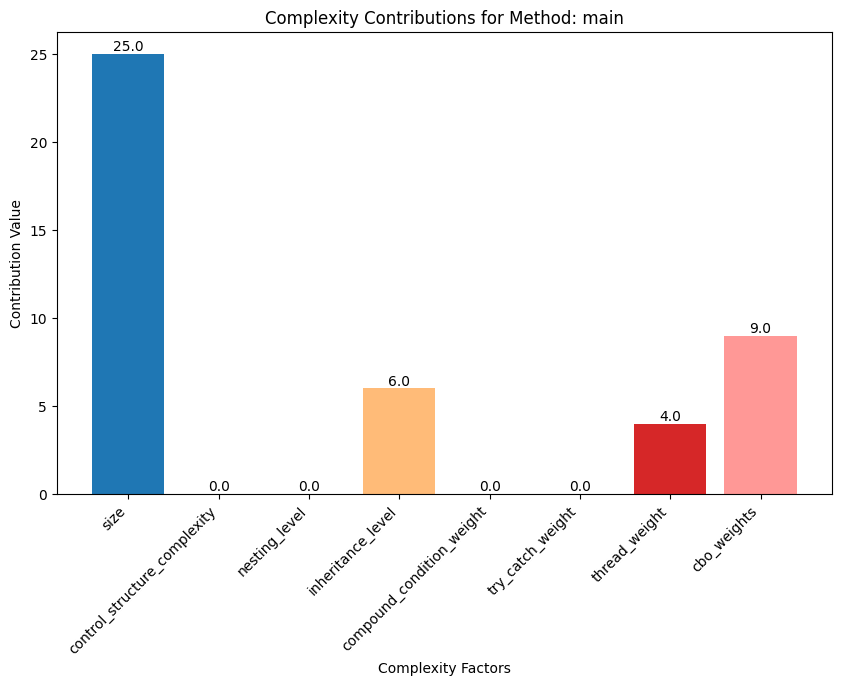 Complexity Contributions for Method: main
Contribution Value
25
20
15
10
5
0
25.0
0.0
0.0
6.0
0.0
0.0
4.0
9.0
size
control_structure_complexity
nesting_level
inheritance_level
compound_condition_weight
try_catch_weight
thread_weight
cbo_weights
Complexity Factors